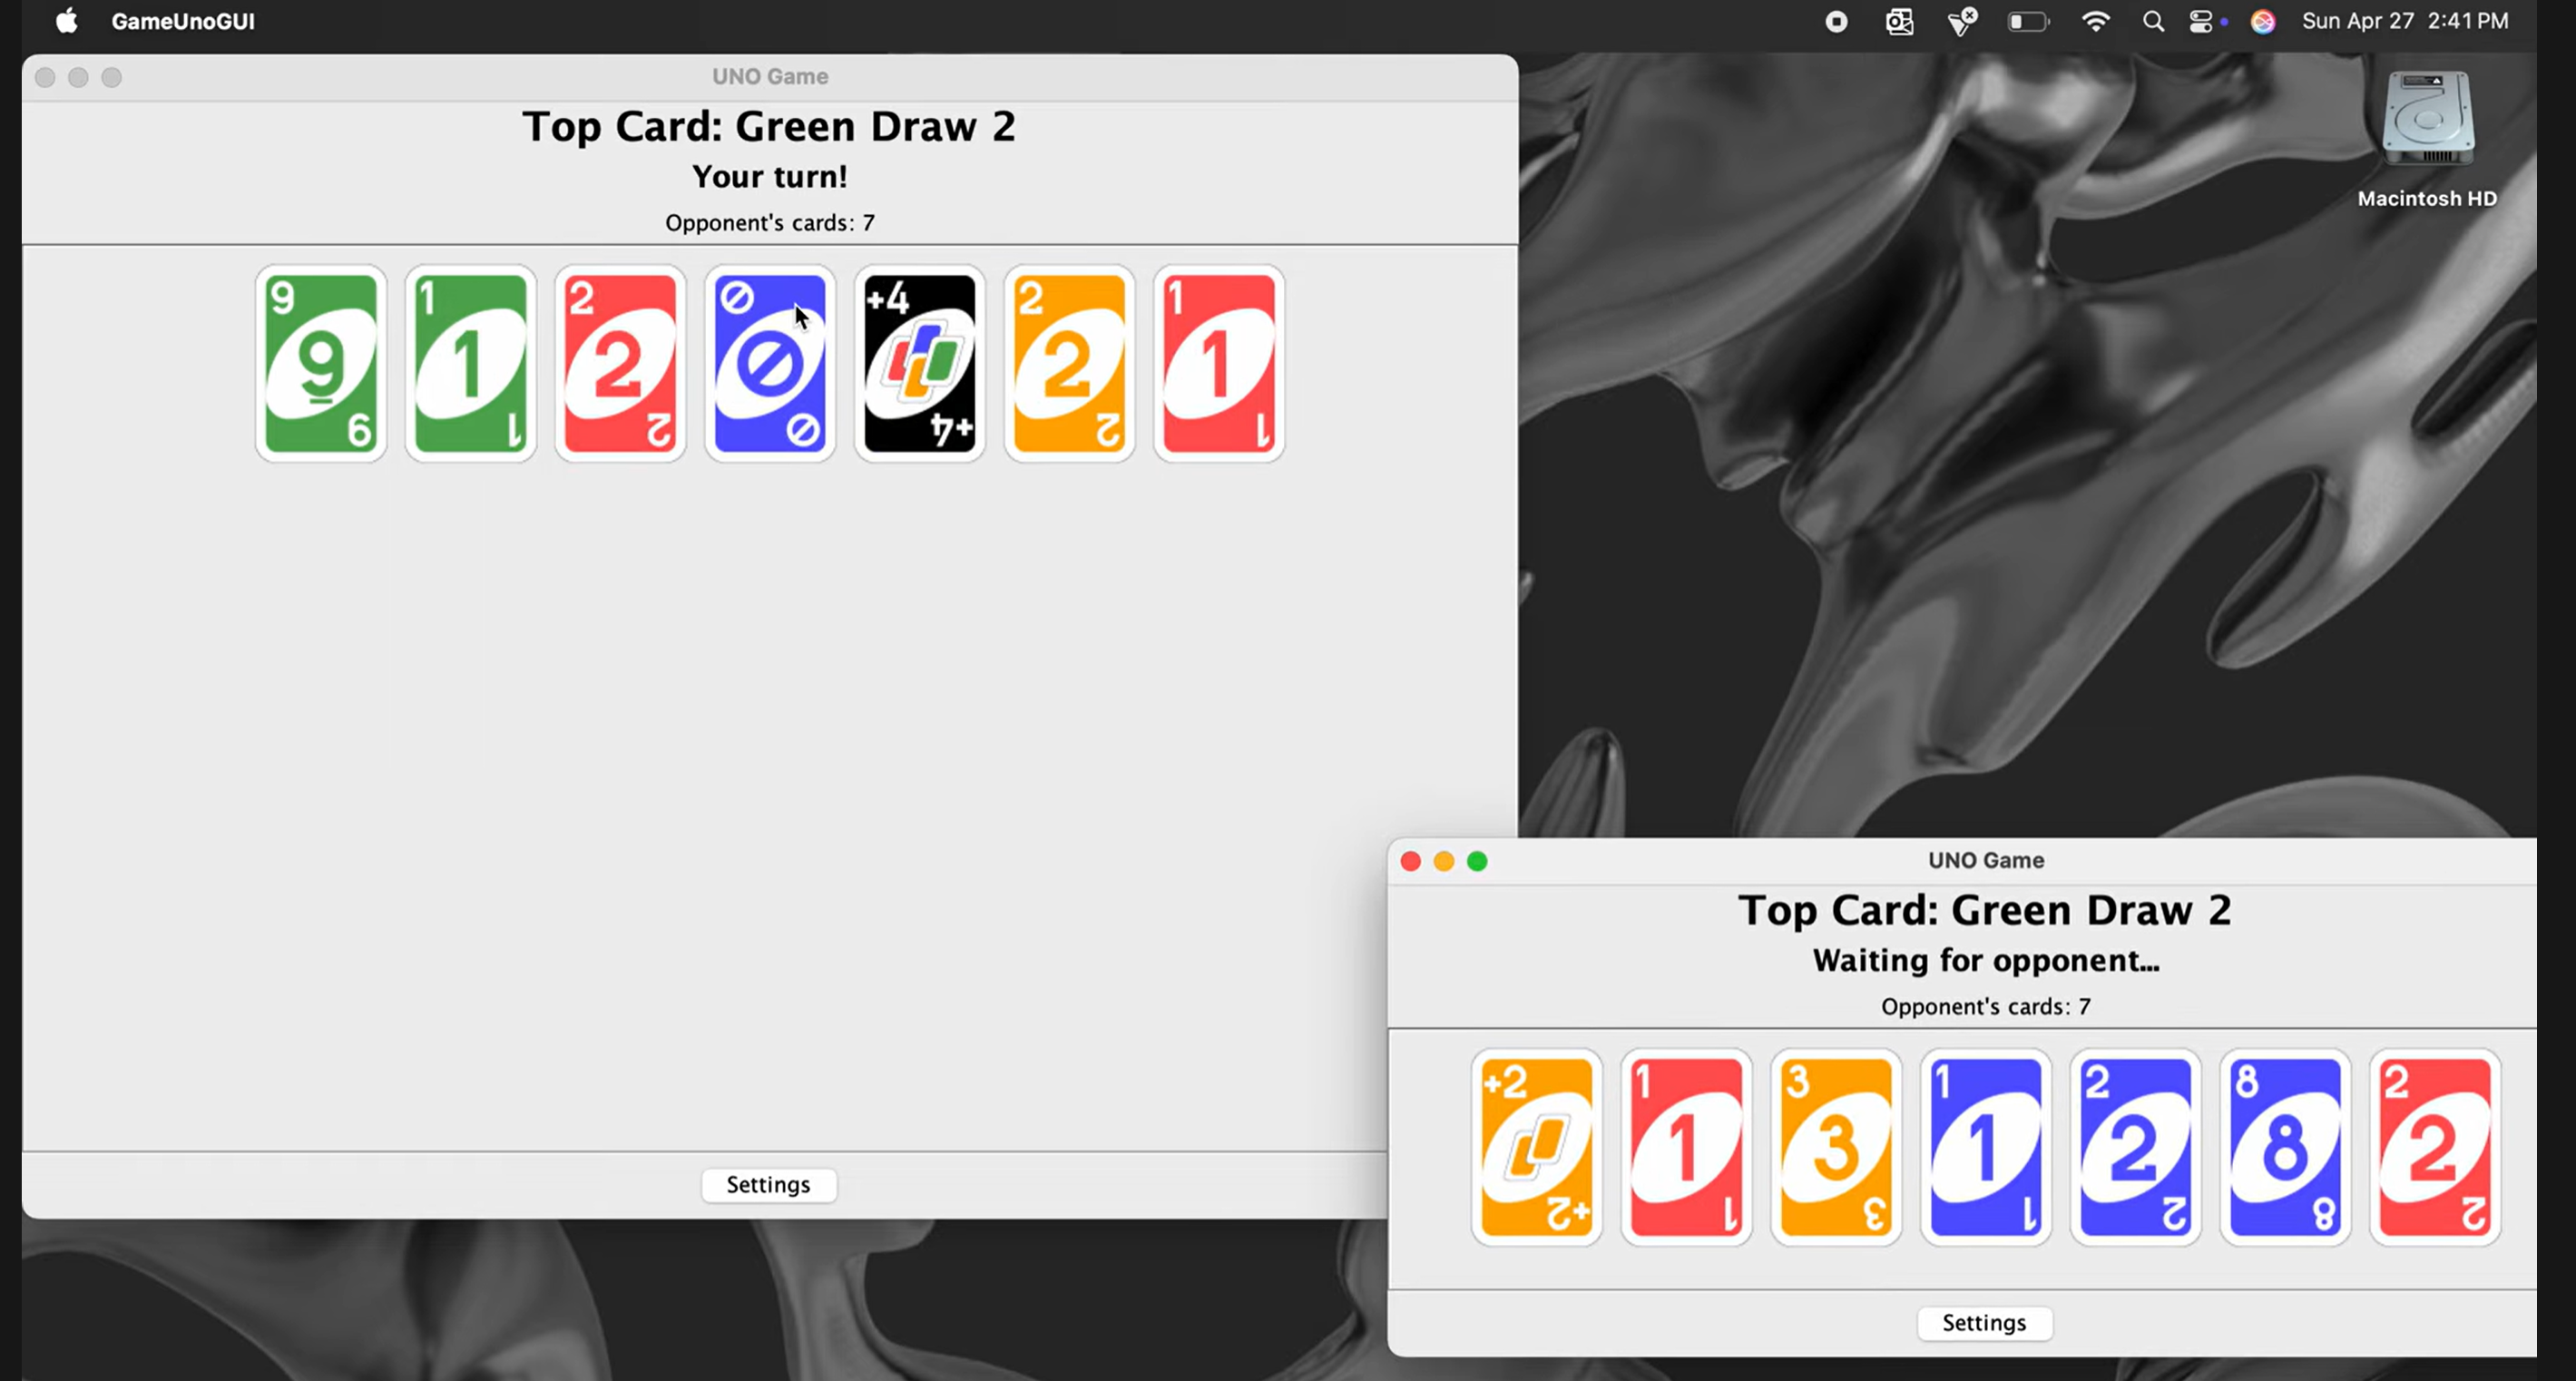 GameUnoGUI
Sun Apr 27 2:41 PM
Macintosh HD
UNO Game
Top Card: Green Draw 2
Your turn!
Opponent's cards: 7
9 1 2 +4 2 1
9 1 2 2 1
9 1 2 +4 2 1
Settings
UNO Game
Top Card: Green Draw 2
Waiting for opponent...
Opponent's cards: 7
+2 1 3 1 2 8 2
1 3 1 2 8 2
+2 1 3 1 2 8 2
Settings